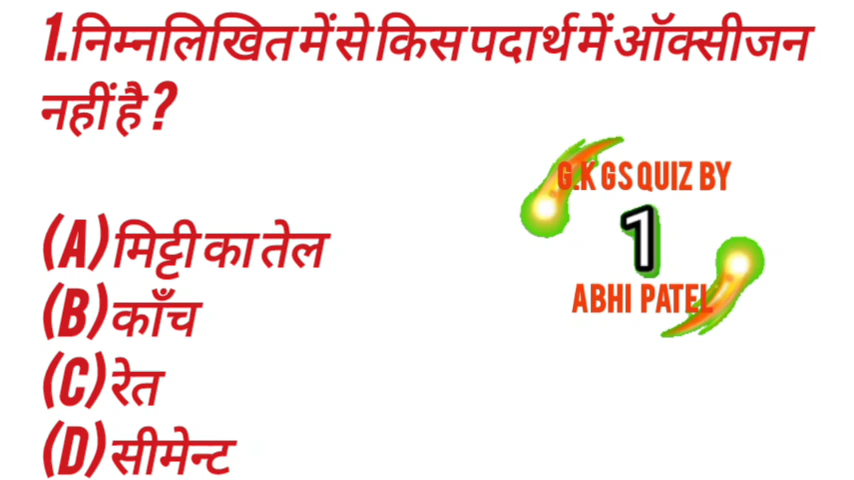 1.निम्नलिखित में से किस पदार्थ में ऑक्सीजन
नहीं है ?
(A) मिट्टी का तेल
(B) काँच
(C) रेत
(D) सीमेन्ट
G.K GS QUIZ BY
1
ABHI PATEL